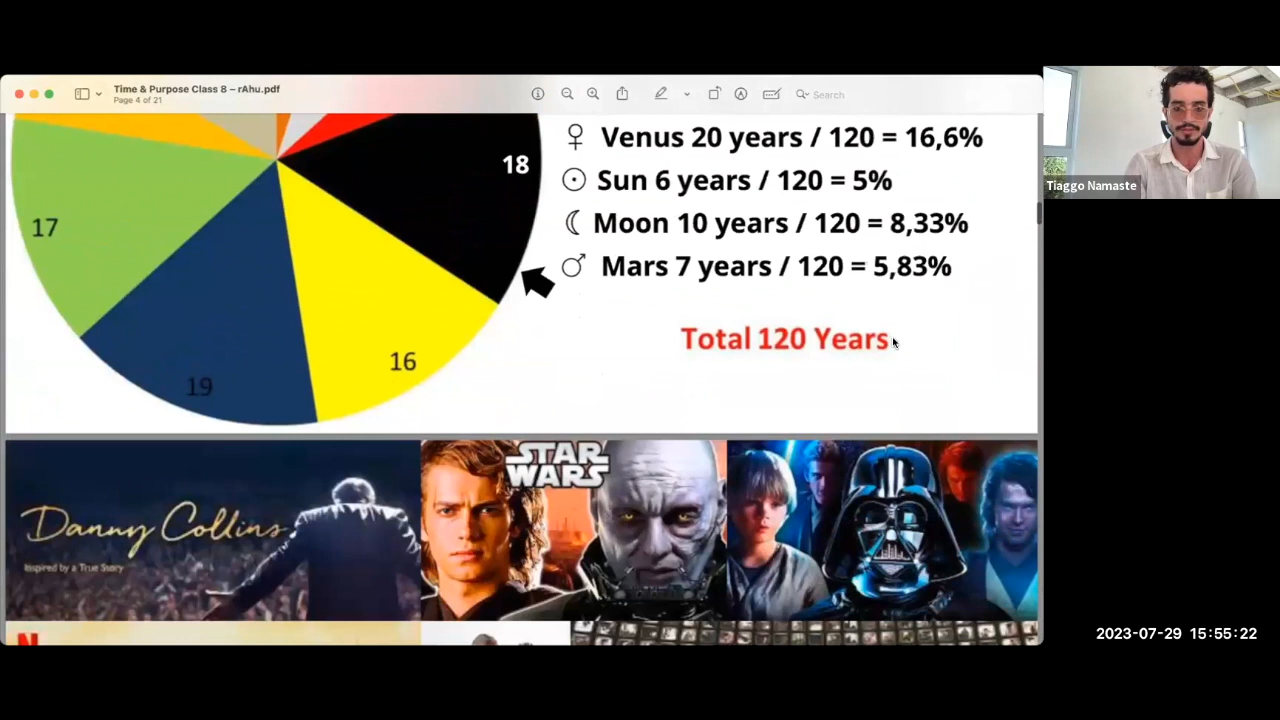 Time & Purpose Class 8 – rAhu.pdf
Page 4 of 21
Search
Tiaggo Namaste
Venus 20 years / 120 = 16,6%
Sun 6 years / 120 = 5%
Moon 10 years / 120 = 8,33%
Mars 7 years / 120 = 5,83%
Total 120 Years
18
17
16
19
Danny Collins
Inspired by a True Story
STAR
WARS
N
2023-07-29 15:55:22